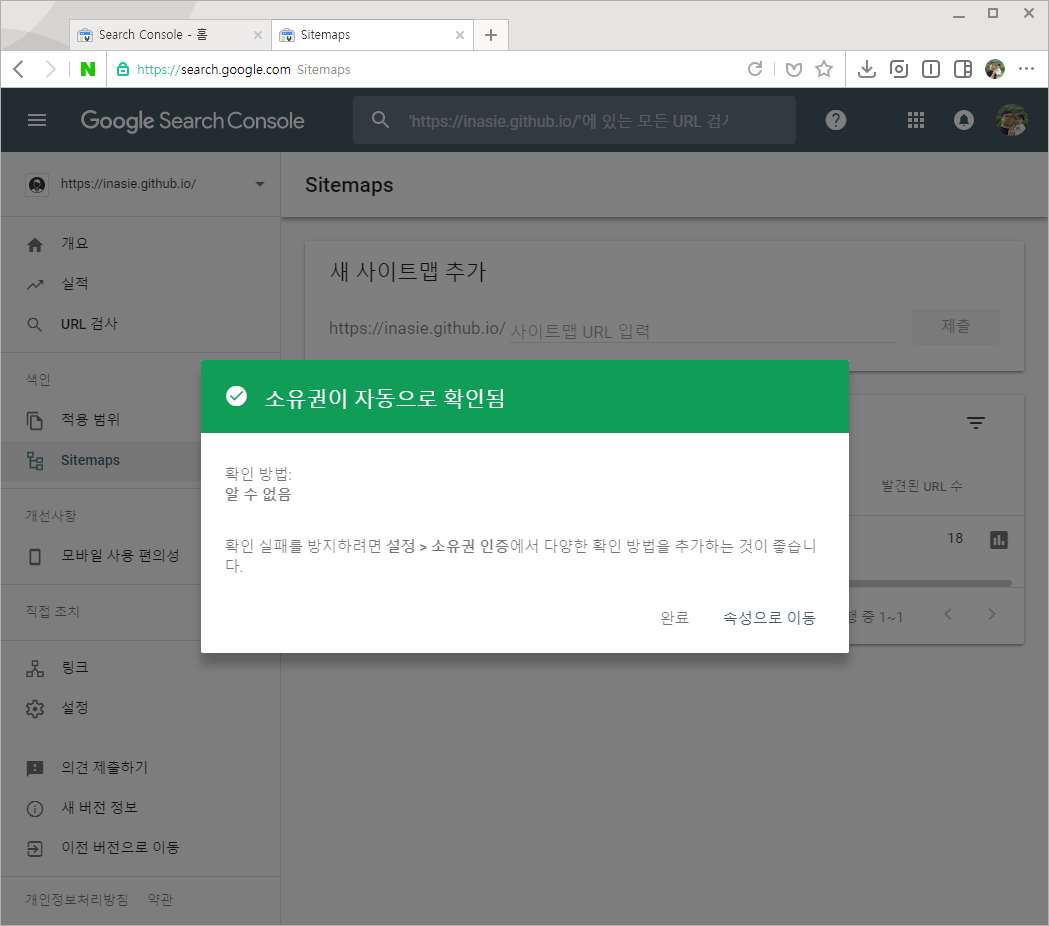 Search Console - 홈
Sitemaps
N
https://search.google.com Sitemaps
Google Search Console
'https://inasie.github.io/'에 있는 모든 URL 검사
https://inasie.github.io/
Sitemaps
개요
실적
URL 검사
색인
적용 범위
Sitemaps
개선사항
모바일 사용 편의성
직접 조치
링크
설정
의견 제출하기
새 버전 정보
이전 버전으로 이동
개인정보처리방침 약관
새 사이트맵 추가
https://inasie.github.io/ 사이트맵 URL 입력
제출
발견된 URL 수
18
행 중 1~1
소유권이 자동으로 확인됨
확인 방법:
알 수 없음
확인 실패를 방지하려면 설정 > 소유권 인증에서 다양한 확인 방법을 추가하는 것이 좋습니
다.
완료
속성으로 이동